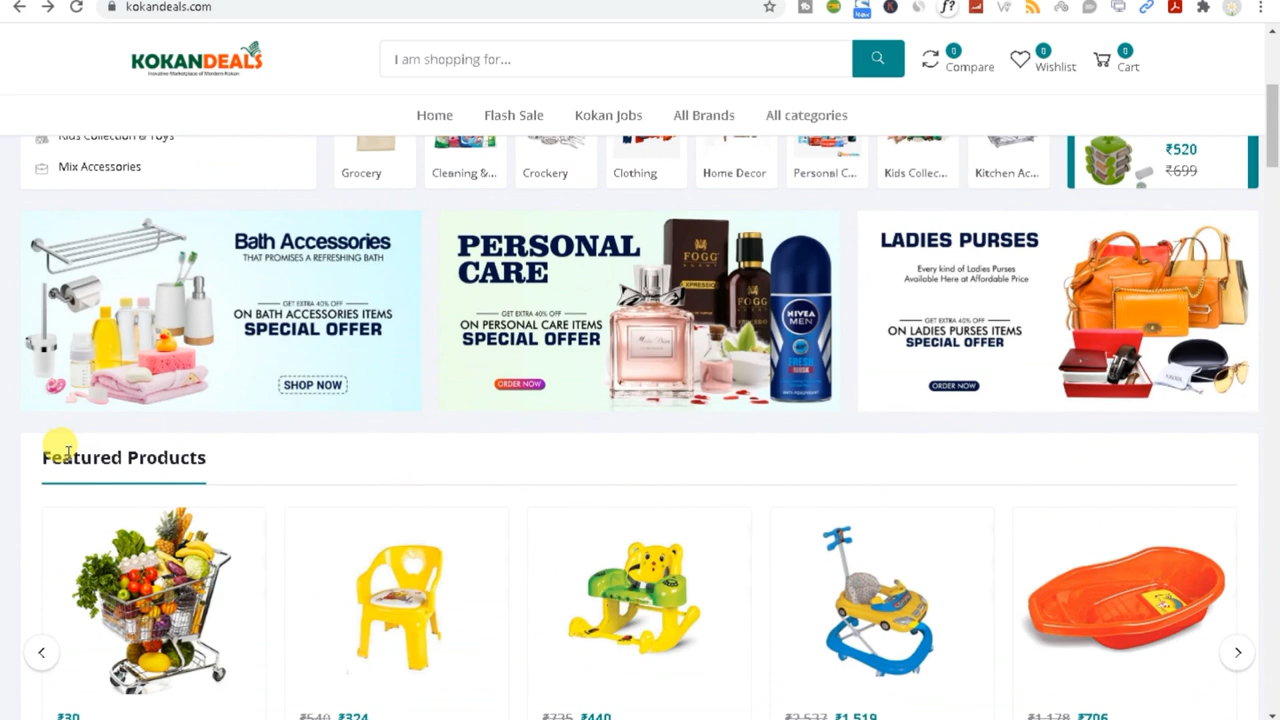 kokandeals.com
KOKANDEALS
I am shopping for...
0
Compare
0
Wishlist
0
Cart
Home Flash Sale Kokan Jobs All Brands All categories
Kids Collection & Toys
Mix Accessories
Grocery
Cleaning &...
Crockery
Clothing
Home Decor
Personal C...
Kids Collec...
Kitchen Ac...
₹520
₹699
Bath Accessories
THAT PROMISES A REFRESHING BATH
GET EXTRA 40% OFF
ON BATH ACCESSORIES ITEMS
SPECIAL OFFER
SHOP NOW
PERSONAL
CARE
GET EXTRA 40% OFF
ON PERSONAL CARE ITEMS
SPECIAL OFFER
ORDER NOW
FOGG
FOGG
NIVEA
MEN
FRESH
LADIES PURSES
Every kind of Ladies Purses
Available Here at Affordable Price
GET EXTRA 40% OFF
ON LADIES PURSES ITEMS
SPECIAL OFFER
ORDER NOW
Featured Products
₹30
₹540 ₹324
₹735 ₹440
₹2,537 ₹1,519
₹1,178 ₹706